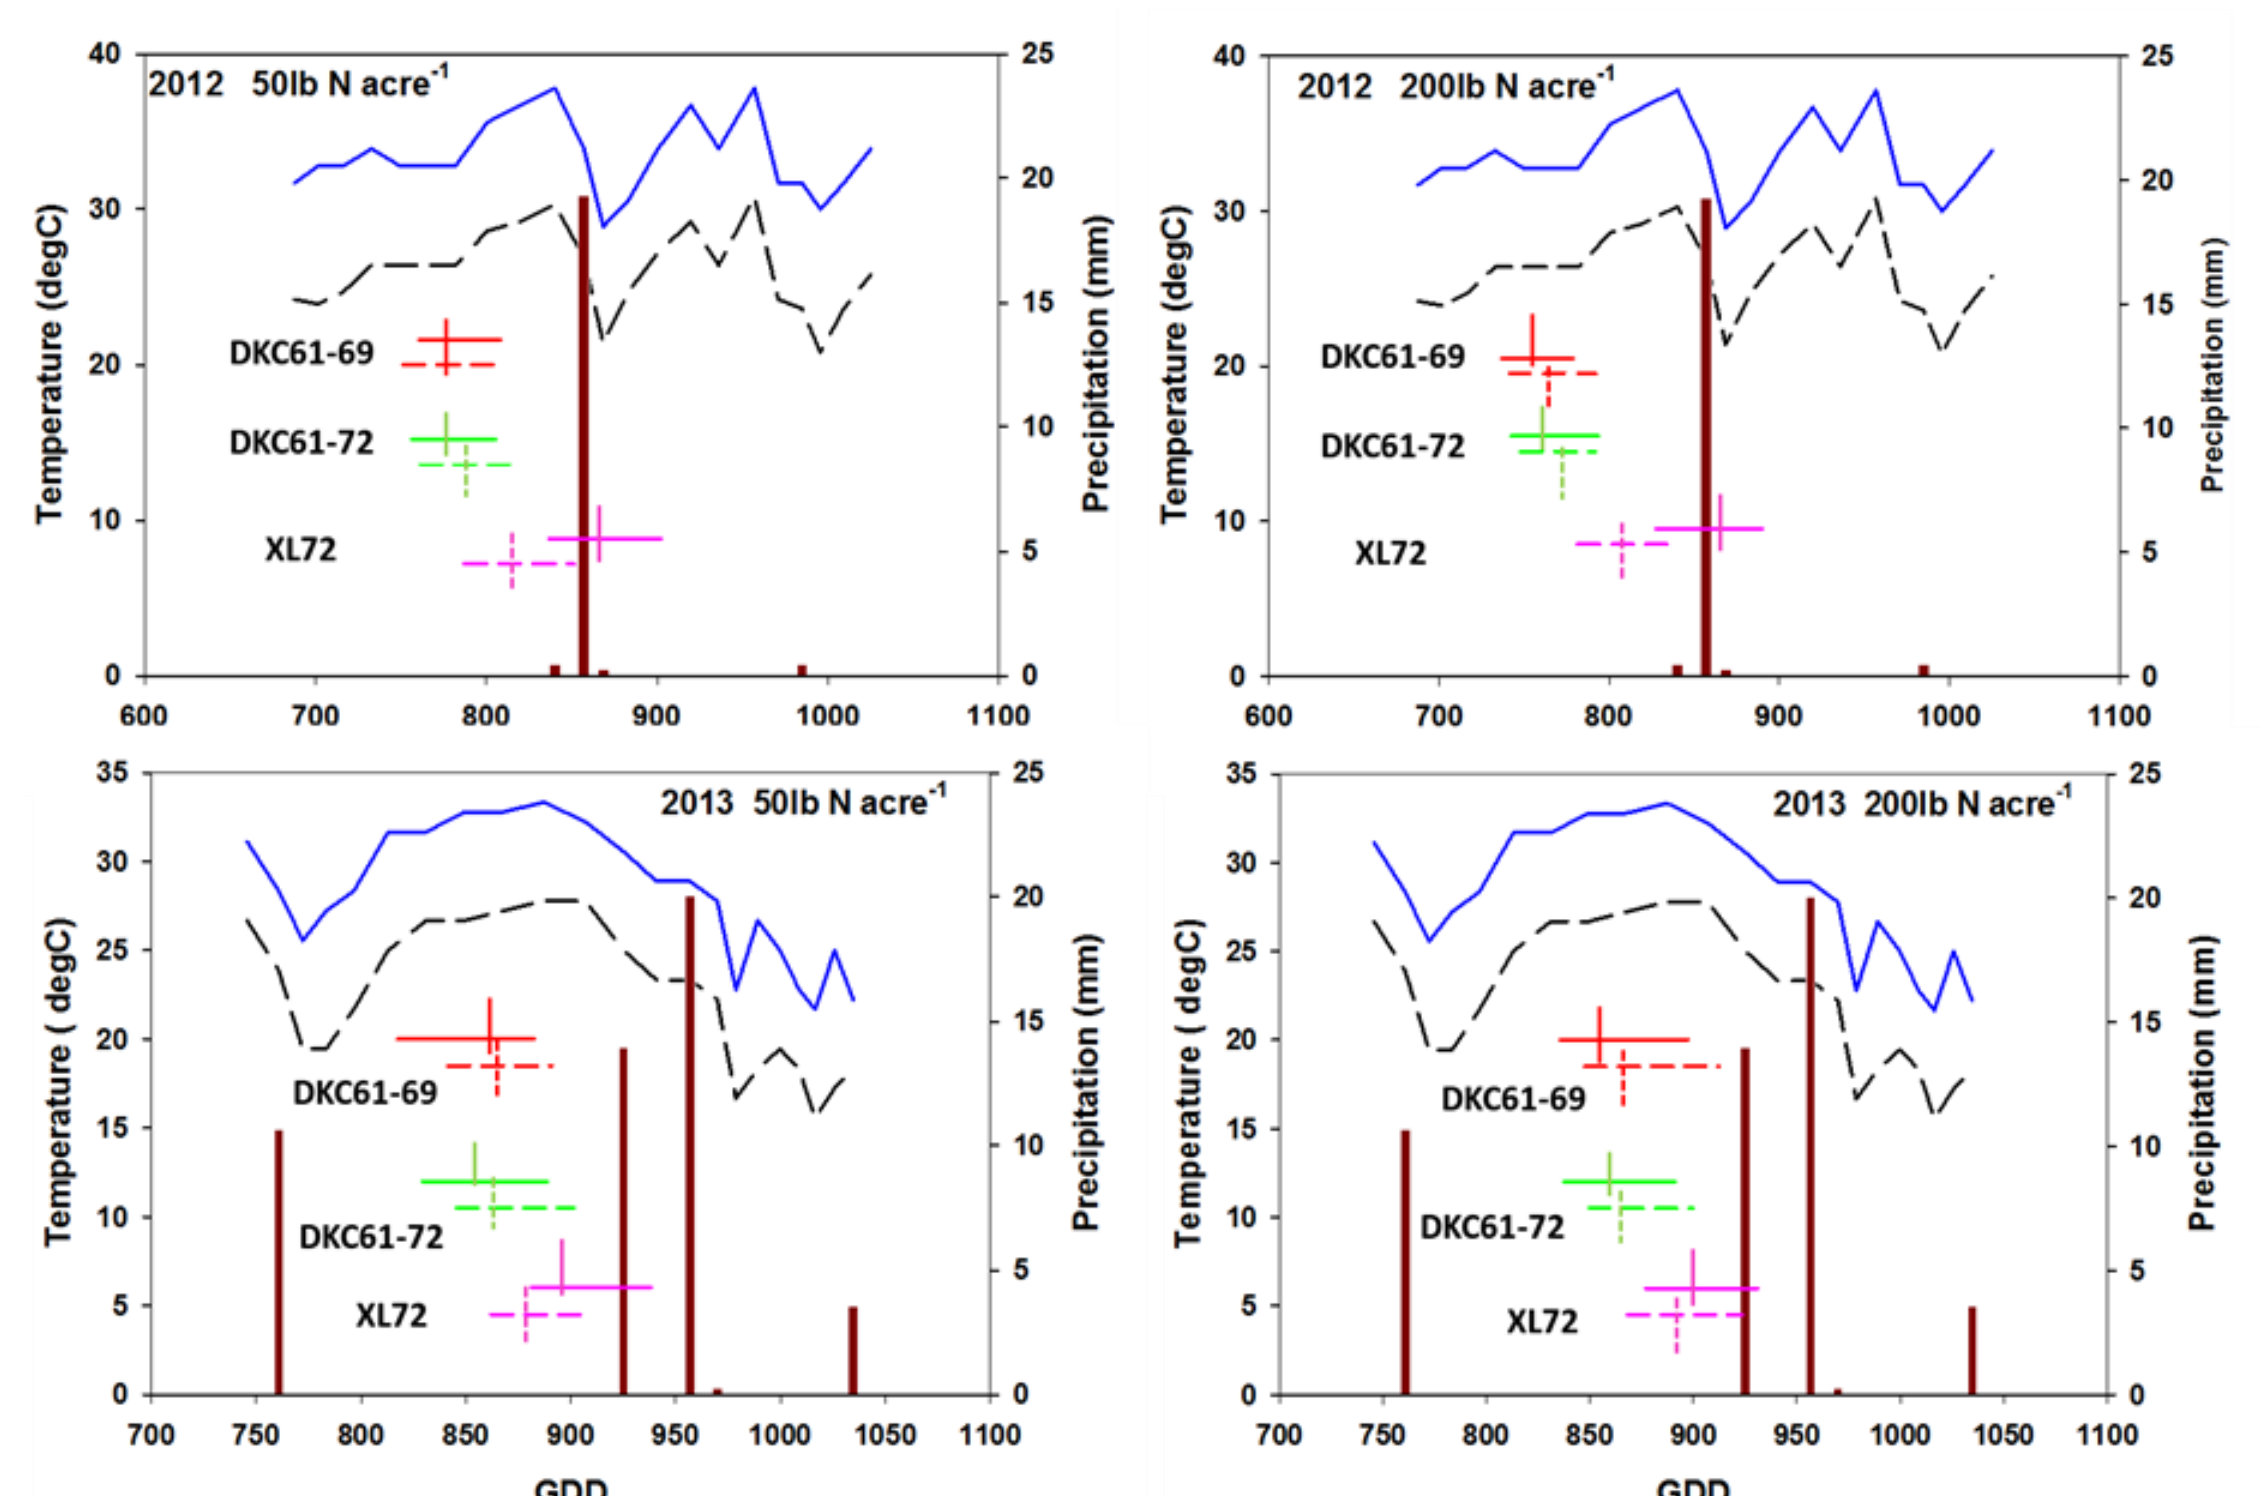 2012 50lb N acre⁻¹
40
30
20
10
0
Temperature (degC)
DKC61-69
DKC61-72
XL72
25
20
15
10
5
0
Precipitation (mm)
600 700 800 900 1000 1100
2012 200lb N acre⁻¹
40
30
20
10
0
Temperature (degC)
DKC61-69
DKC61-72
XL72
25
20
15
10
5
0
Precipitation (mm)
600 700 800 900 1000 1100
2013 50lb N acre⁻¹
35
30
25
20
15
10
5
0
Temperature ( degC)
DKC61-69
DKC61-72
XL72
25
20
15
10
5
0
Precipitation (mm)
700 750 800 850 900 950 1000 1050 1100
GDD
2013 200lb N acre⁻¹
35
30
25
20
15
10
5
0
Temperature ( degC)
DKC61-69
DKC61-72
XL72
25
20
15
10
5
0
Precipitation (mm)
700 750 800 850 900 950 1000 1050 1100
GDD